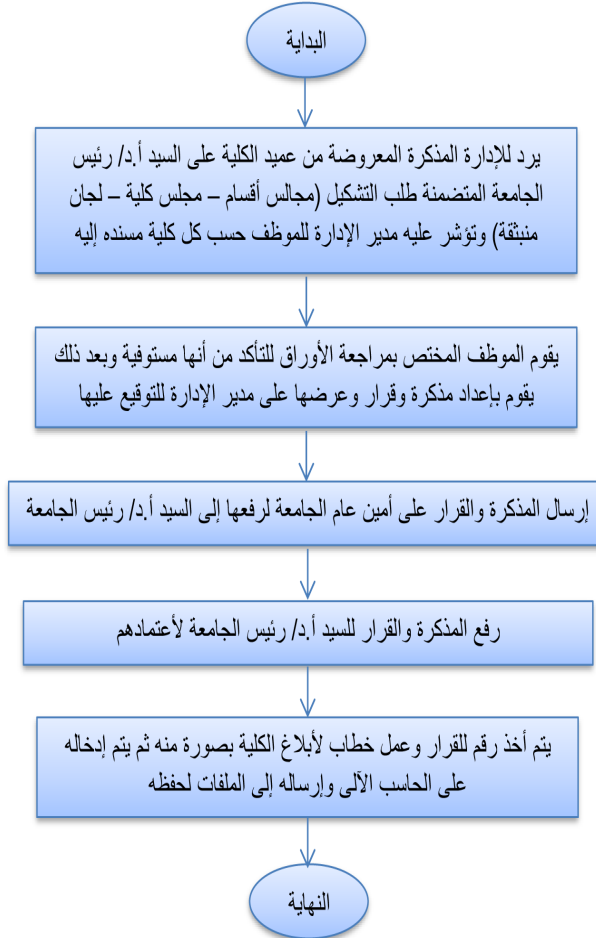 البداية
يرد للإدارة المذكرة المعروضة من عميد الكلية على السيد أ.د/ رئيس
الجامعة المتضمنة طلب التشكيل (مجالس أقسام – مجلس كلية – لجان
منبثقة) وتؤشر عليه مدير الإدارة للموظف حسب كل كلية مسنده إليه
يقوم الموظف المختص بمراجعة الأوراق للتأكد من أنها مستوفية وبعد ذلك
يقوم بإعداد مذكرة وقرار وعرضها على مدير الإدارة للتوقيع عليها
إرسال المذكرة والقرار على أمين عام الجامعة لرفعها إلى السيد أ.د/ رئيس الجامعة
رفع المذكرة والقرار للسيد أ.د/ رئيس الجامعة لأعتمادهم
يتم أخذ رقم للقرار وعمل خطاب لأبلاغ الكلية بصورة منه ثم يتم إدخاله
على الحاسب الآلى وإرساله إلى الملفات لحفظه
النهاية